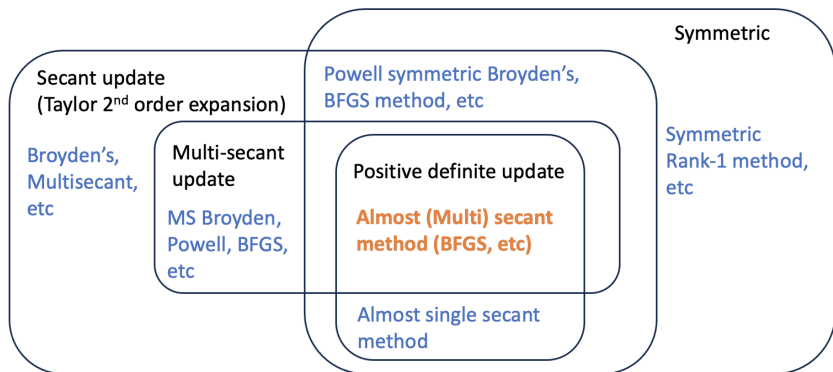 Symmetric
Secant update
(Taylor 2nd order expansion)
Powell symmetric Broyden's,
BFGS method, etc
Broyden's,
Multisecant,
etc
Multi-secant
update
MS Broyden,
Powell, BFGS,
etc
Positive definite update
Almost (Multi) secant
method (BFGS, etc)
Symmetric
Rank-1 method,
etc
Almost single secant
method